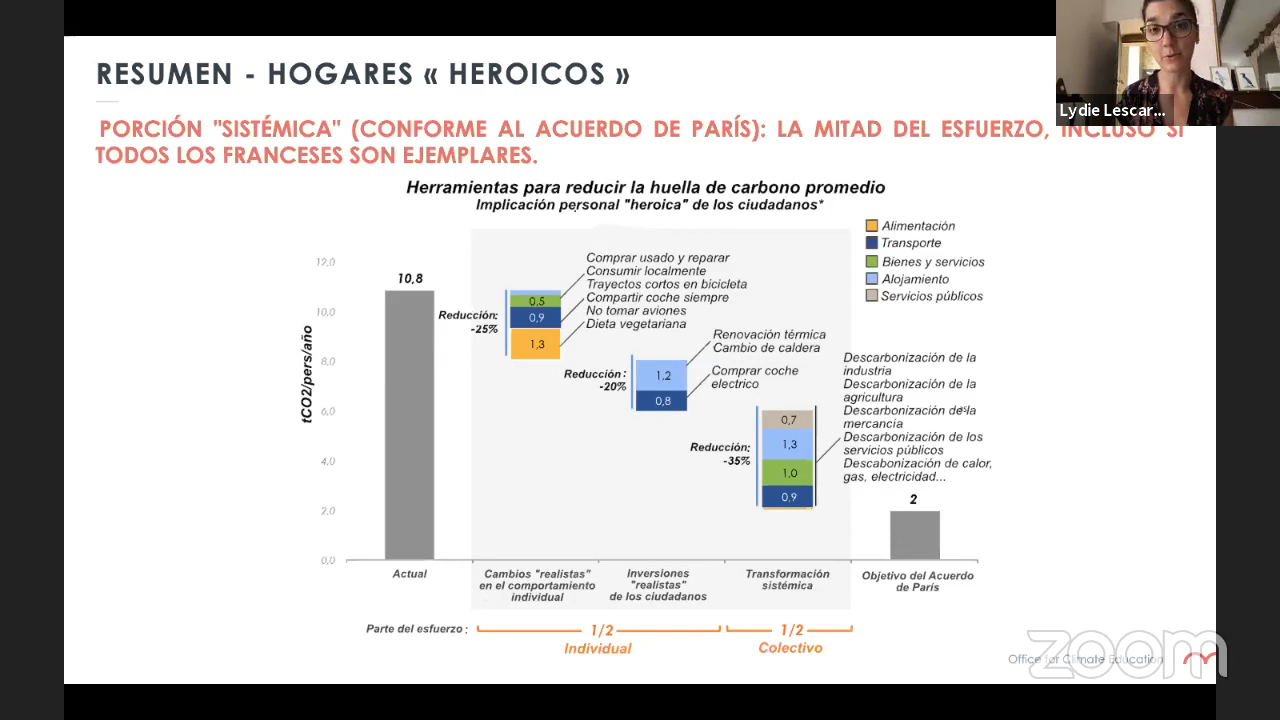 RESUMEN - HOGARES « HEROICOS »
PORCIÓN "SISTÉMICA" (CONFORME AL ACUERDO DE PARÍS): LA MITAD DEL ESFUERZO, INCLUSO SI
TODOS LOS FRANCESES SON EJEMPLARES.
Lydie Lescar...
Herramientas para reducir la huella de carbono promedio
Implicación personal "heroica" de los ciudadanos*
Alimentación
Transporte
Bienes y servicios
Alojamiento
Servicios públicos
tCO2/pers/año
12,0
10,0
8,0
6,0
4,0
2,0
0,0
10,8
Reducción:
-25%
0,5
0,9
1,3
Comprar usado y reparar
Consumir localmente
Trayectos cortos en bicicleta
Compartir coche siempre
No tomar aviones
Dieta vegetariana
Reducción:
-20%
1,2
0,8
Renovación térmica
Cambio de caldera
Comprar coche
electrico
Reducción:
-35%
0,7
1,3
1,0
0,9
Descarbonización de la
industria
Descarbonización de la
agricultura
Descarbonización de la
mercancía
Descarbonización de los
servicios públicos
Descabonización de calor,
gas, electricidad...
2
Actual
Cambios "realistas"
en el comportamiento
individual
Inversiones
"realistas"
de los ciudadanos
Transformación
sistémica
Objetivo del Acuerdo
de París
Parte del esfuerzo :
1/2
Individual
1/2
Colectivo
Office for Climate Education
zoom